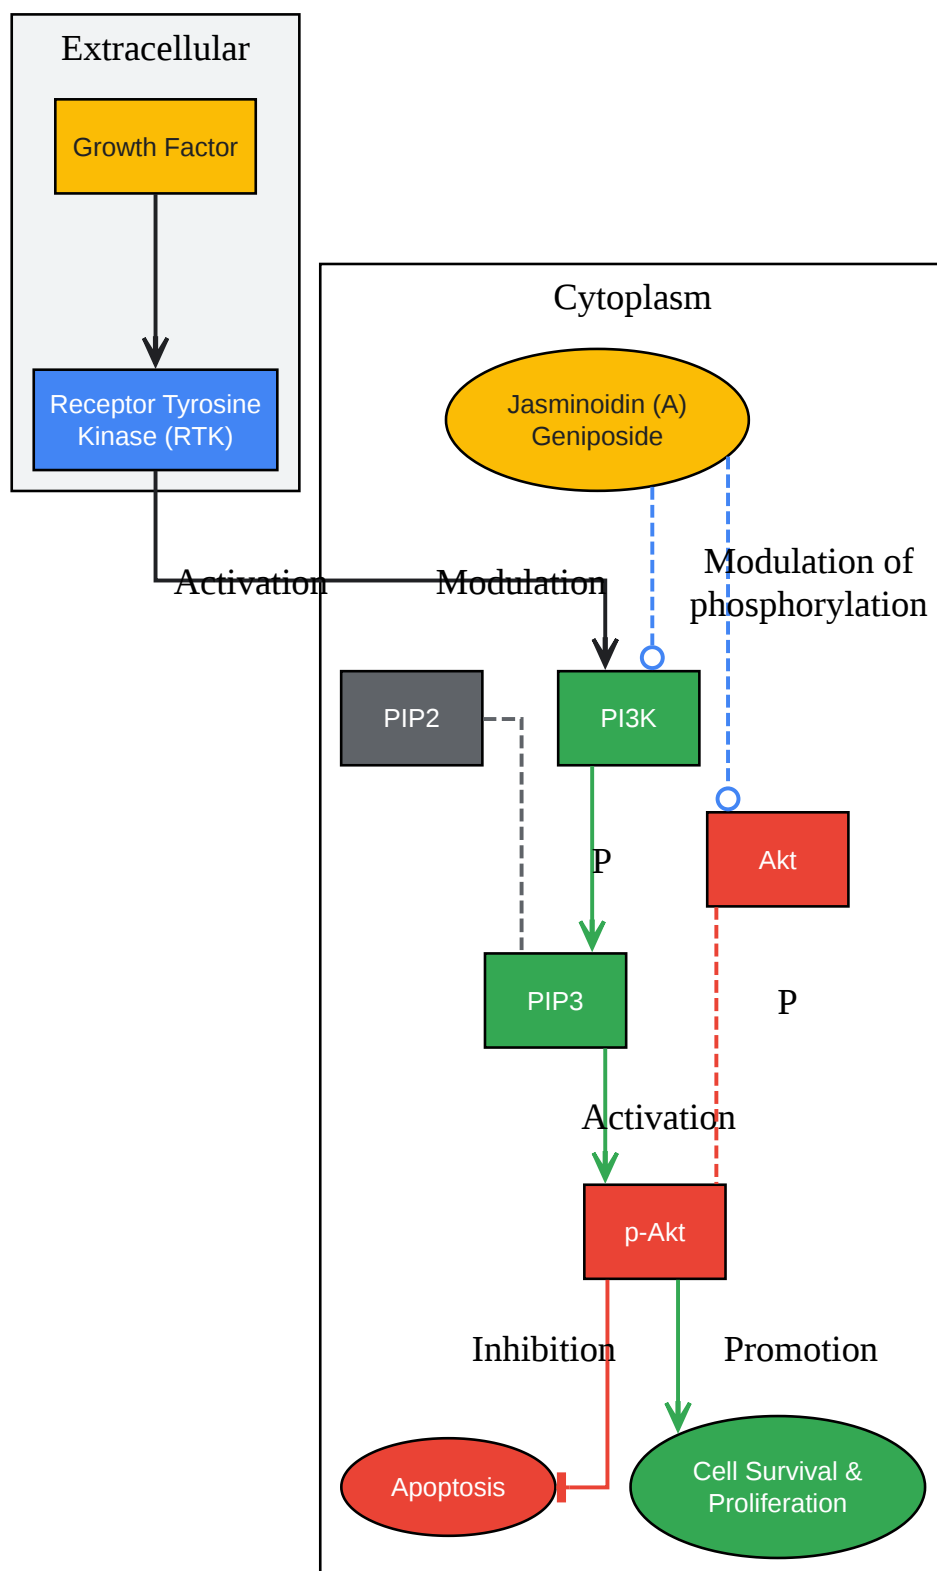 Extracellular
Growth Factor
Receptor Tyrosine
Kinase (RTK)
Cytoplasm
Jasminoidin (A)
Geniposide
Activation
Modulation
Modulation of
phosphorylation
PIP2
PI3K
P
Akt
PIP3
P
Activation
p-Akt
Inhibition
Promotion
Apoptosis
Cell Survival &
Proliferation